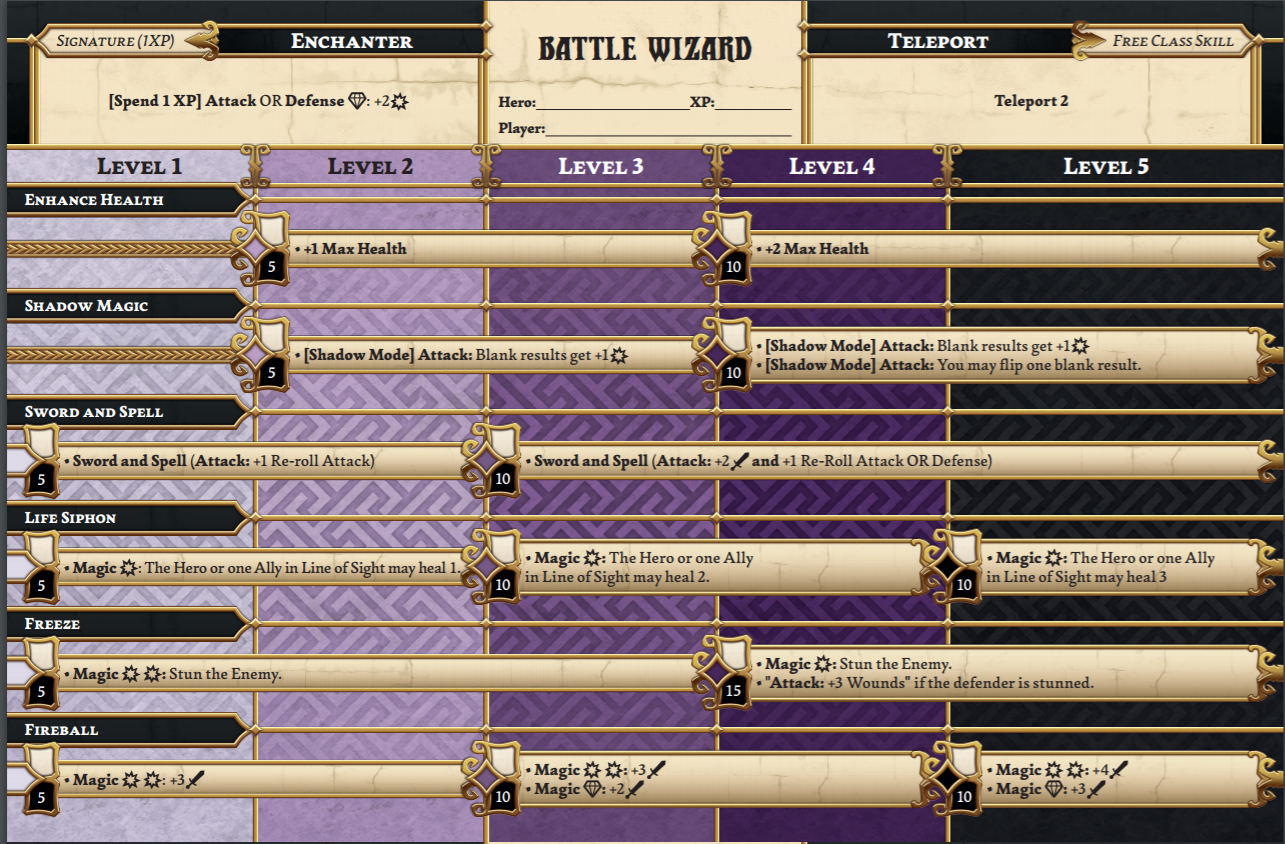 Signature (1XP)
Enchanter
[Spend 1 XP] Attack OR Defense : +2
BATTLE WIZARD
Hero:____________________XP:__________
Player:________________________________
Teleport
Free Class Skill
Teleport 2
Level 1
Level 2
Level 3
Level 4
Level 5
Enhance Health
5
• +1 Max Health
10
• +2 Max Health
Shadow Magic
5
• [Shadow Mode] Attack: Blank results get +1
10
• [Shadow Mode] Attack: Blank results get +1
• [Shadow Mode] Attack: You may flip one blank result.
Sword and Spell
5
• Sword and Spell (Attack: +1 Re-roll Attack)
10
• Sword and Spell (Attack: +2 and +1 Re-Roll Attack OR Defense)
Life Siphon
5
• Magic : The Hero or one Ally in Line of Sight may heal 1.
10
• Magic : The Hero or one Ally
in Line of Sight may heal 2.
10
• Magic : The Hero or one Ally
in Line of Sight may heal 3
Freeze
5
• Magic : Stun the Enemy.
15
• Magic : Stun the Enemy.
• "Attack: +3 Wounds" if the defender is stunned.
Fireball
5
• Magic : +3
10
• Magic : +3
• Magic : +2
10
• Magic : +4
• Magic : +3